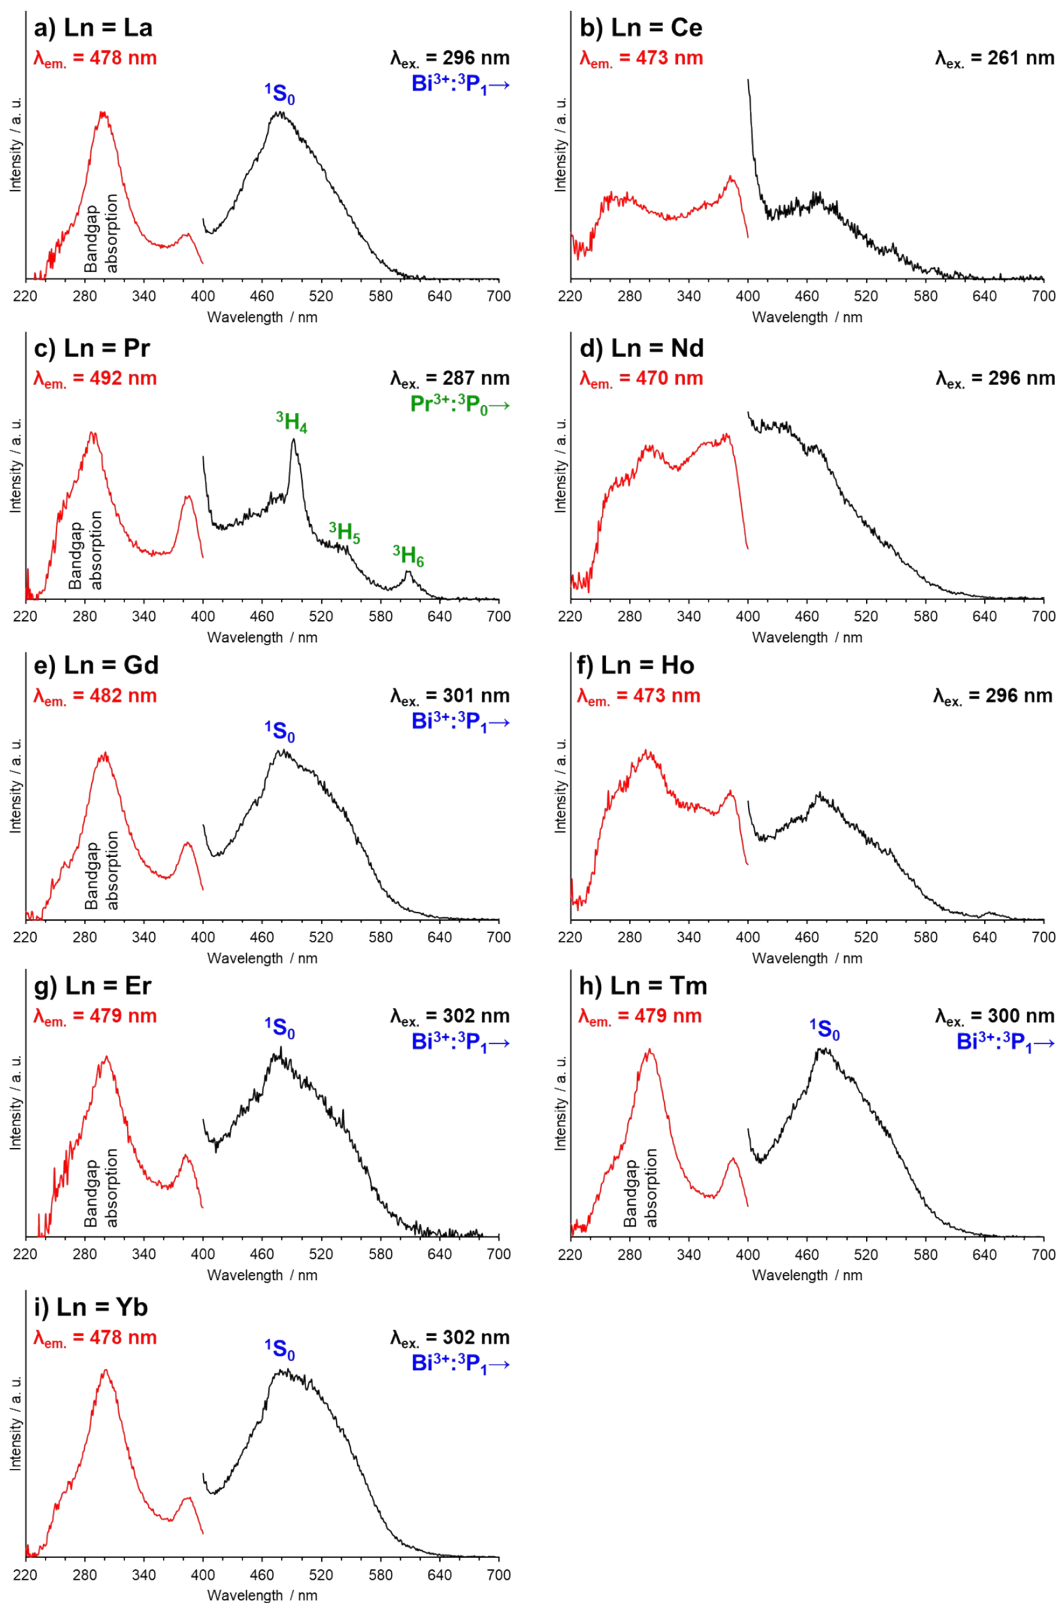 a) Ln = La
λem. = 478 nm
λex. = 296 nm
Bi3+:3P1→
1S0
Bandgap
absorption
Intensity / a. u.
220 280 340 400 460 520 580 640 700
Wavelength / nm
b) Ln = Ce
λem. = 473 nm
λex. = 261 nm
Intensity / a. u.
220 280 340 400 460 520 580 640 700
Wavelength / nm
c) Ln = Pr
λem. = 492 nm
λex. = 287 nm
Pr3+:3P0→
3H4
3H5
3H6
Bandgap
absorption
Intensity / a. u.
220 280 340 400 460 520 580 640 700
Wavelength / nm
d) Ln = Nd
λem. = 470 nm
λex. = 296 nm
Intensity / a. u.
220 280 340 400 460 520 580 640 700
Wavelength / nm
e) Ln = Gd
λem. = 482 nm
λex. = 301 nm
Bi3+:3P1→
1S0
Bandgap
absorption
Intensity / a. u.
220 280 340 400 460 520 580 640 700
Wavelength / nm
f) Ln = Ho
λem. = 473 nm
λex. = 296 nm
Intensity / a. u.
220 280 340 400 460 520 580 640 700
Wavelength / nm
g) Ln = Er
λem. = 479 nm
λex. = 302 nm
Bi3+:3P1→
1S0
Bandgap
absorption
Intensity / a. u.
220 280 340 400 460 520 580 640 700
Wavelength / nm
h) Ln = Tm
λem. = 479 nm
λex. = 300 nm
Bi3+:3P1→
1S0
Bandgap
absorption
Intensity / a. u.
220 280 340 400 460 520 580 640 700
Wavelength / nm
i) Ln = Yb
λem. = 478 nm
λex. = 302 nm
Bi3+:3P1→
1S0
Intensity / a. u.
220 280 340 400 460 520 580 640 700
Wavelength / nm